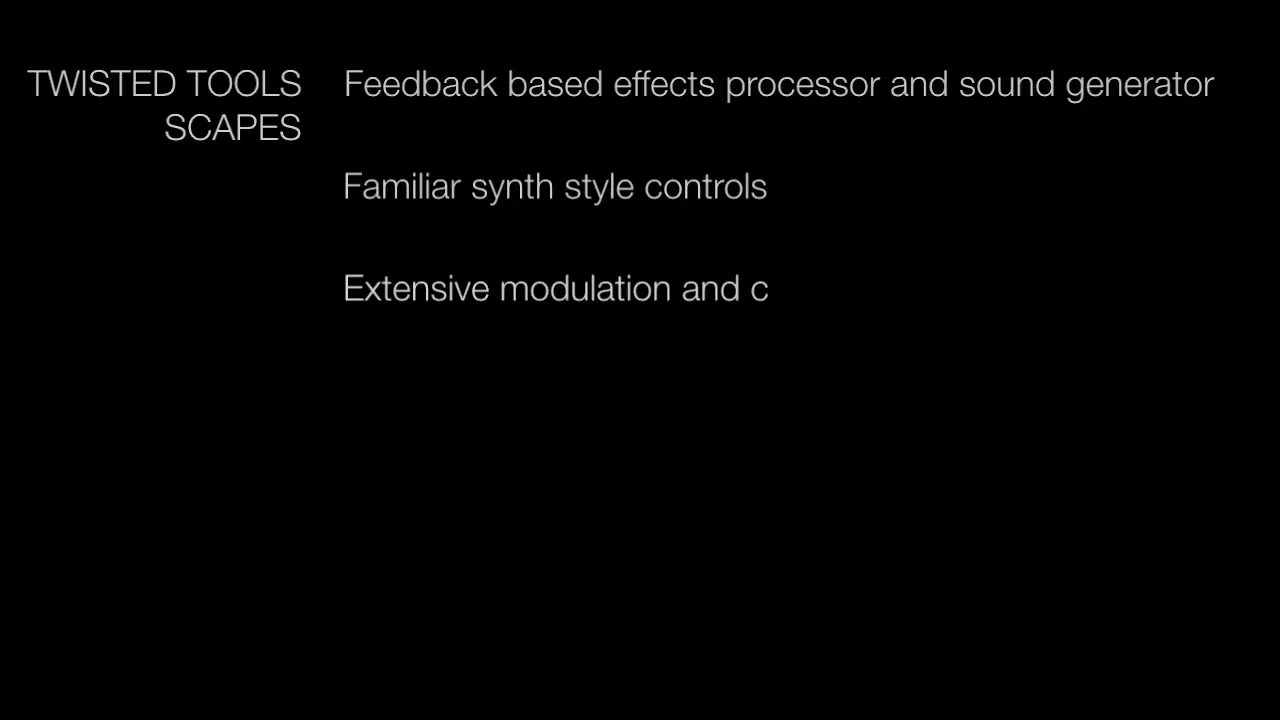 TWISTED TOOLS
SCAPES
Feedback based effects processor and sound generator
Familiar synth style controls
Extensive modulation and c